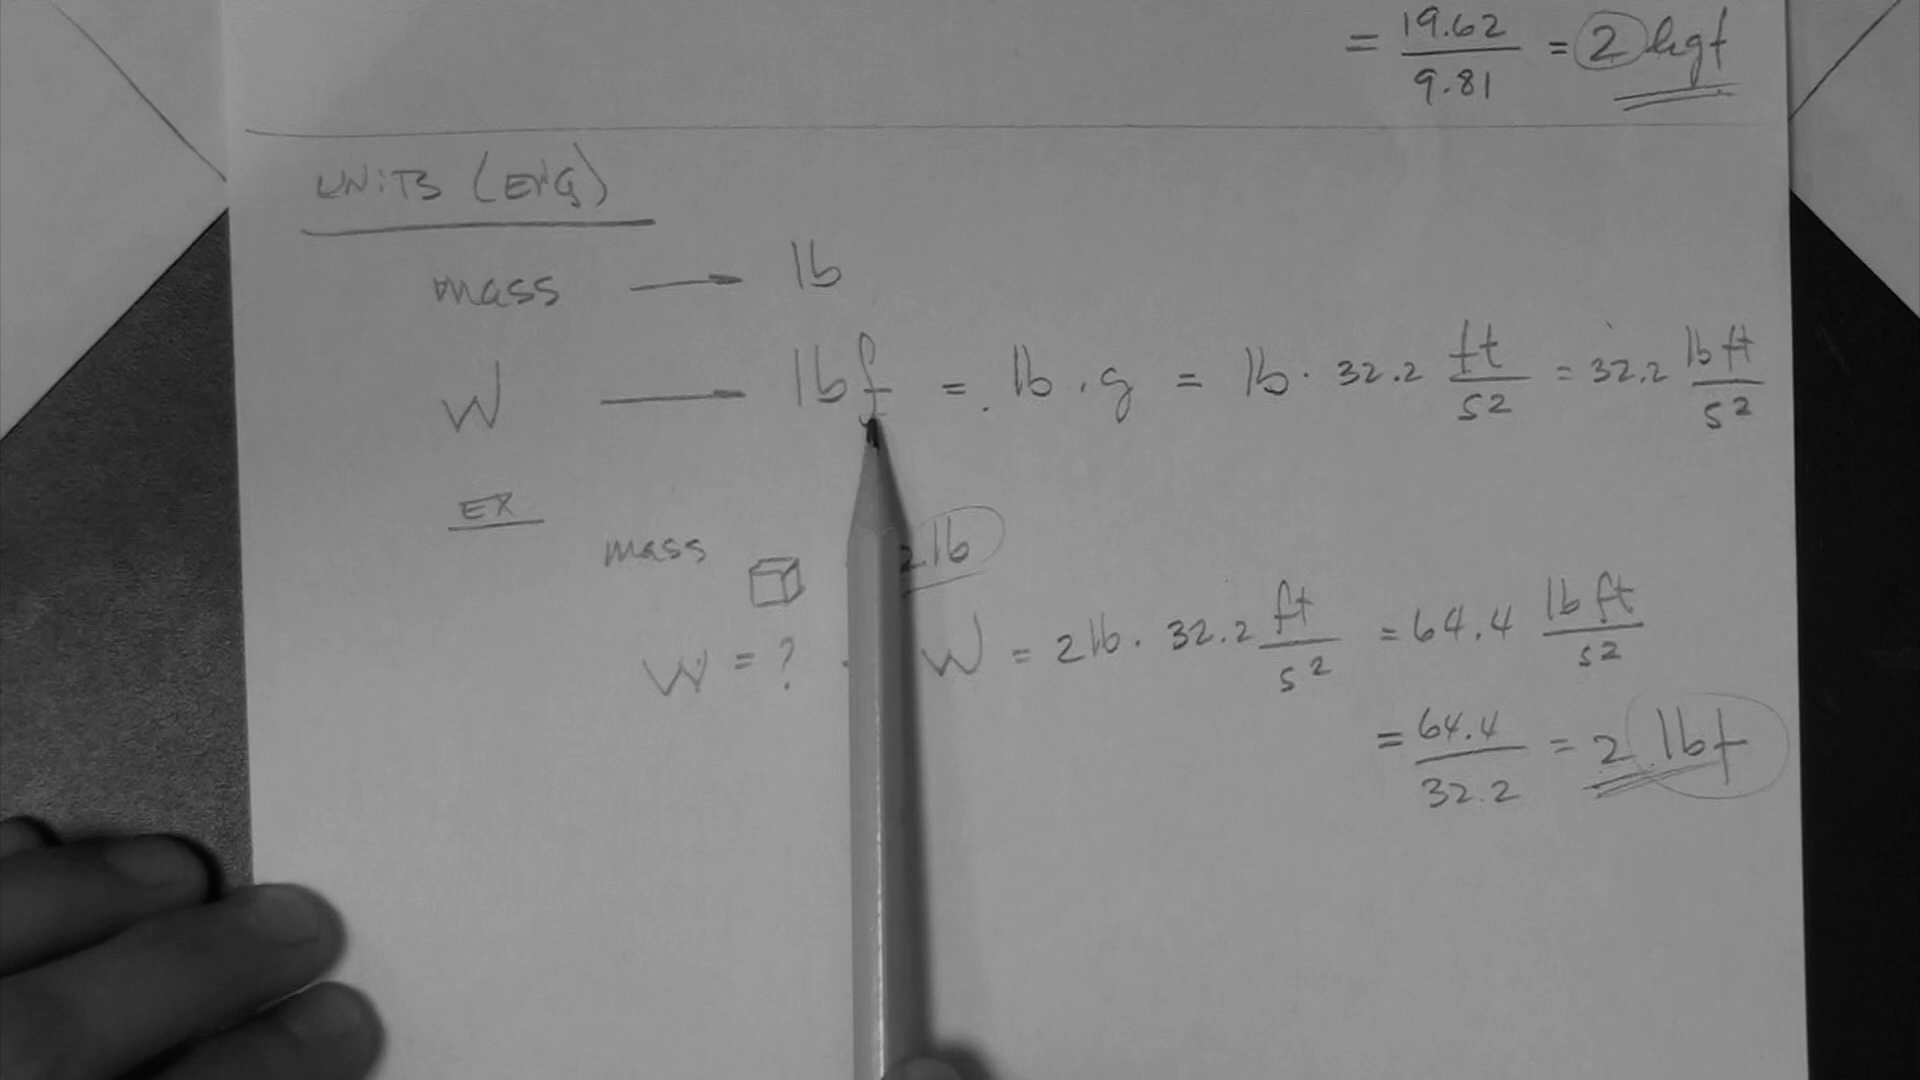 = 19.62 / 9.81 = 2 kgf
UNITS (ENG)
mass → lb
W → lbf = lb · g = lb · 32.2 ft / s² = 32.2 lb ft / s²
EX
mass 2 lb
W = ? W = 2 lb · 32.2 ft / s² = 64.4 lb ft / s²
= 64.4 / 32.2 = 2 lbf